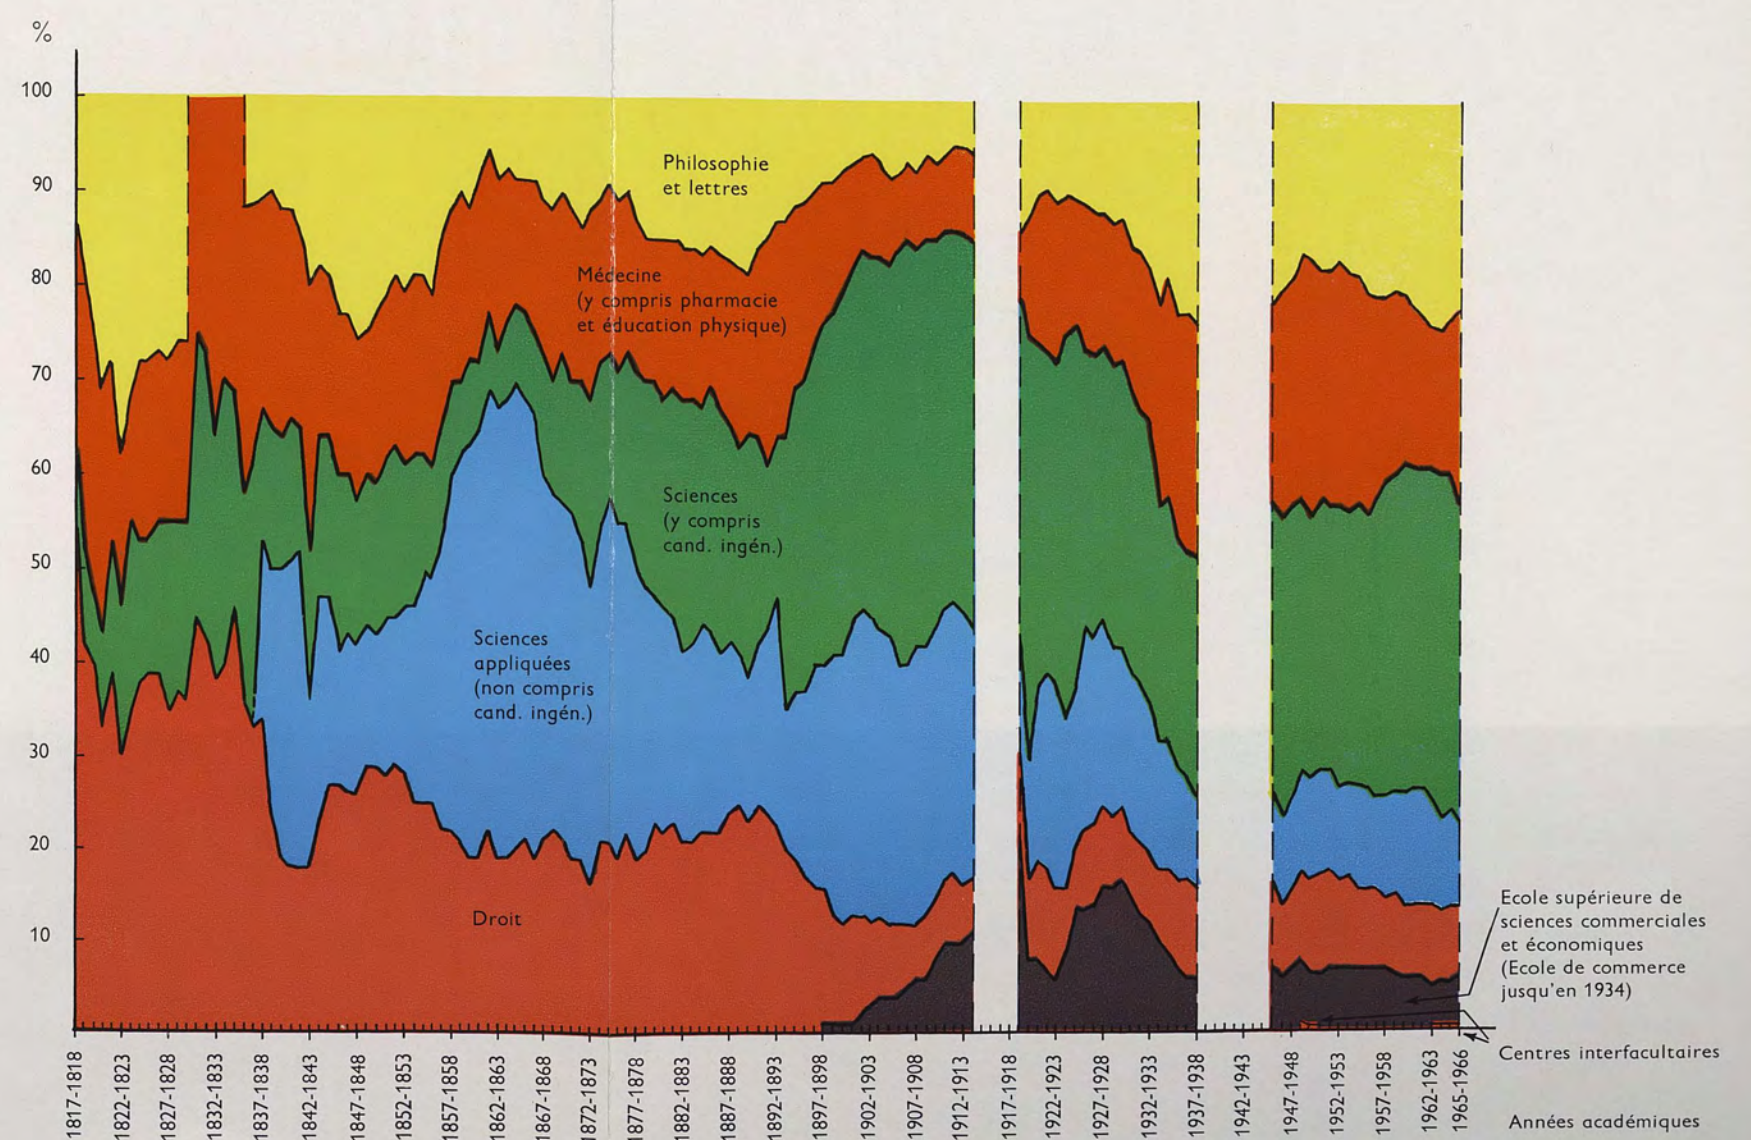 %
100
90
80
70
60
50
40
30
20
10
Philosophie
et lettres
Médecine
(y compris pharmacie
et éducation physique)
Sciences
(y compris
cand. ingén.)
Sciences
appliquées
(non compris
cand. ingén.)
Droit
Ecole supérieure de
sciences commerciales
et économiques
(Ecole de commerce
jusqu'en 1934)
Centres interfacultaires
Années académiques
1817-1818
1822-1823
1827-1828
1832-1833
1837-1838
1842-1843
1847-1848
1852-1853
1857-1858
1862-1863
1867-1868
1872-1873
1877-1878
1882-1883
1887-1888
1892-1893
1897-1898
1902-1903
1907-1908
1912-1913
1917-1918
1922-1923
1927-1928
1932-1933
1937-1938
1942-1943
1947-1948
1952-1953
1957-1958
1962-1963
1965-1966